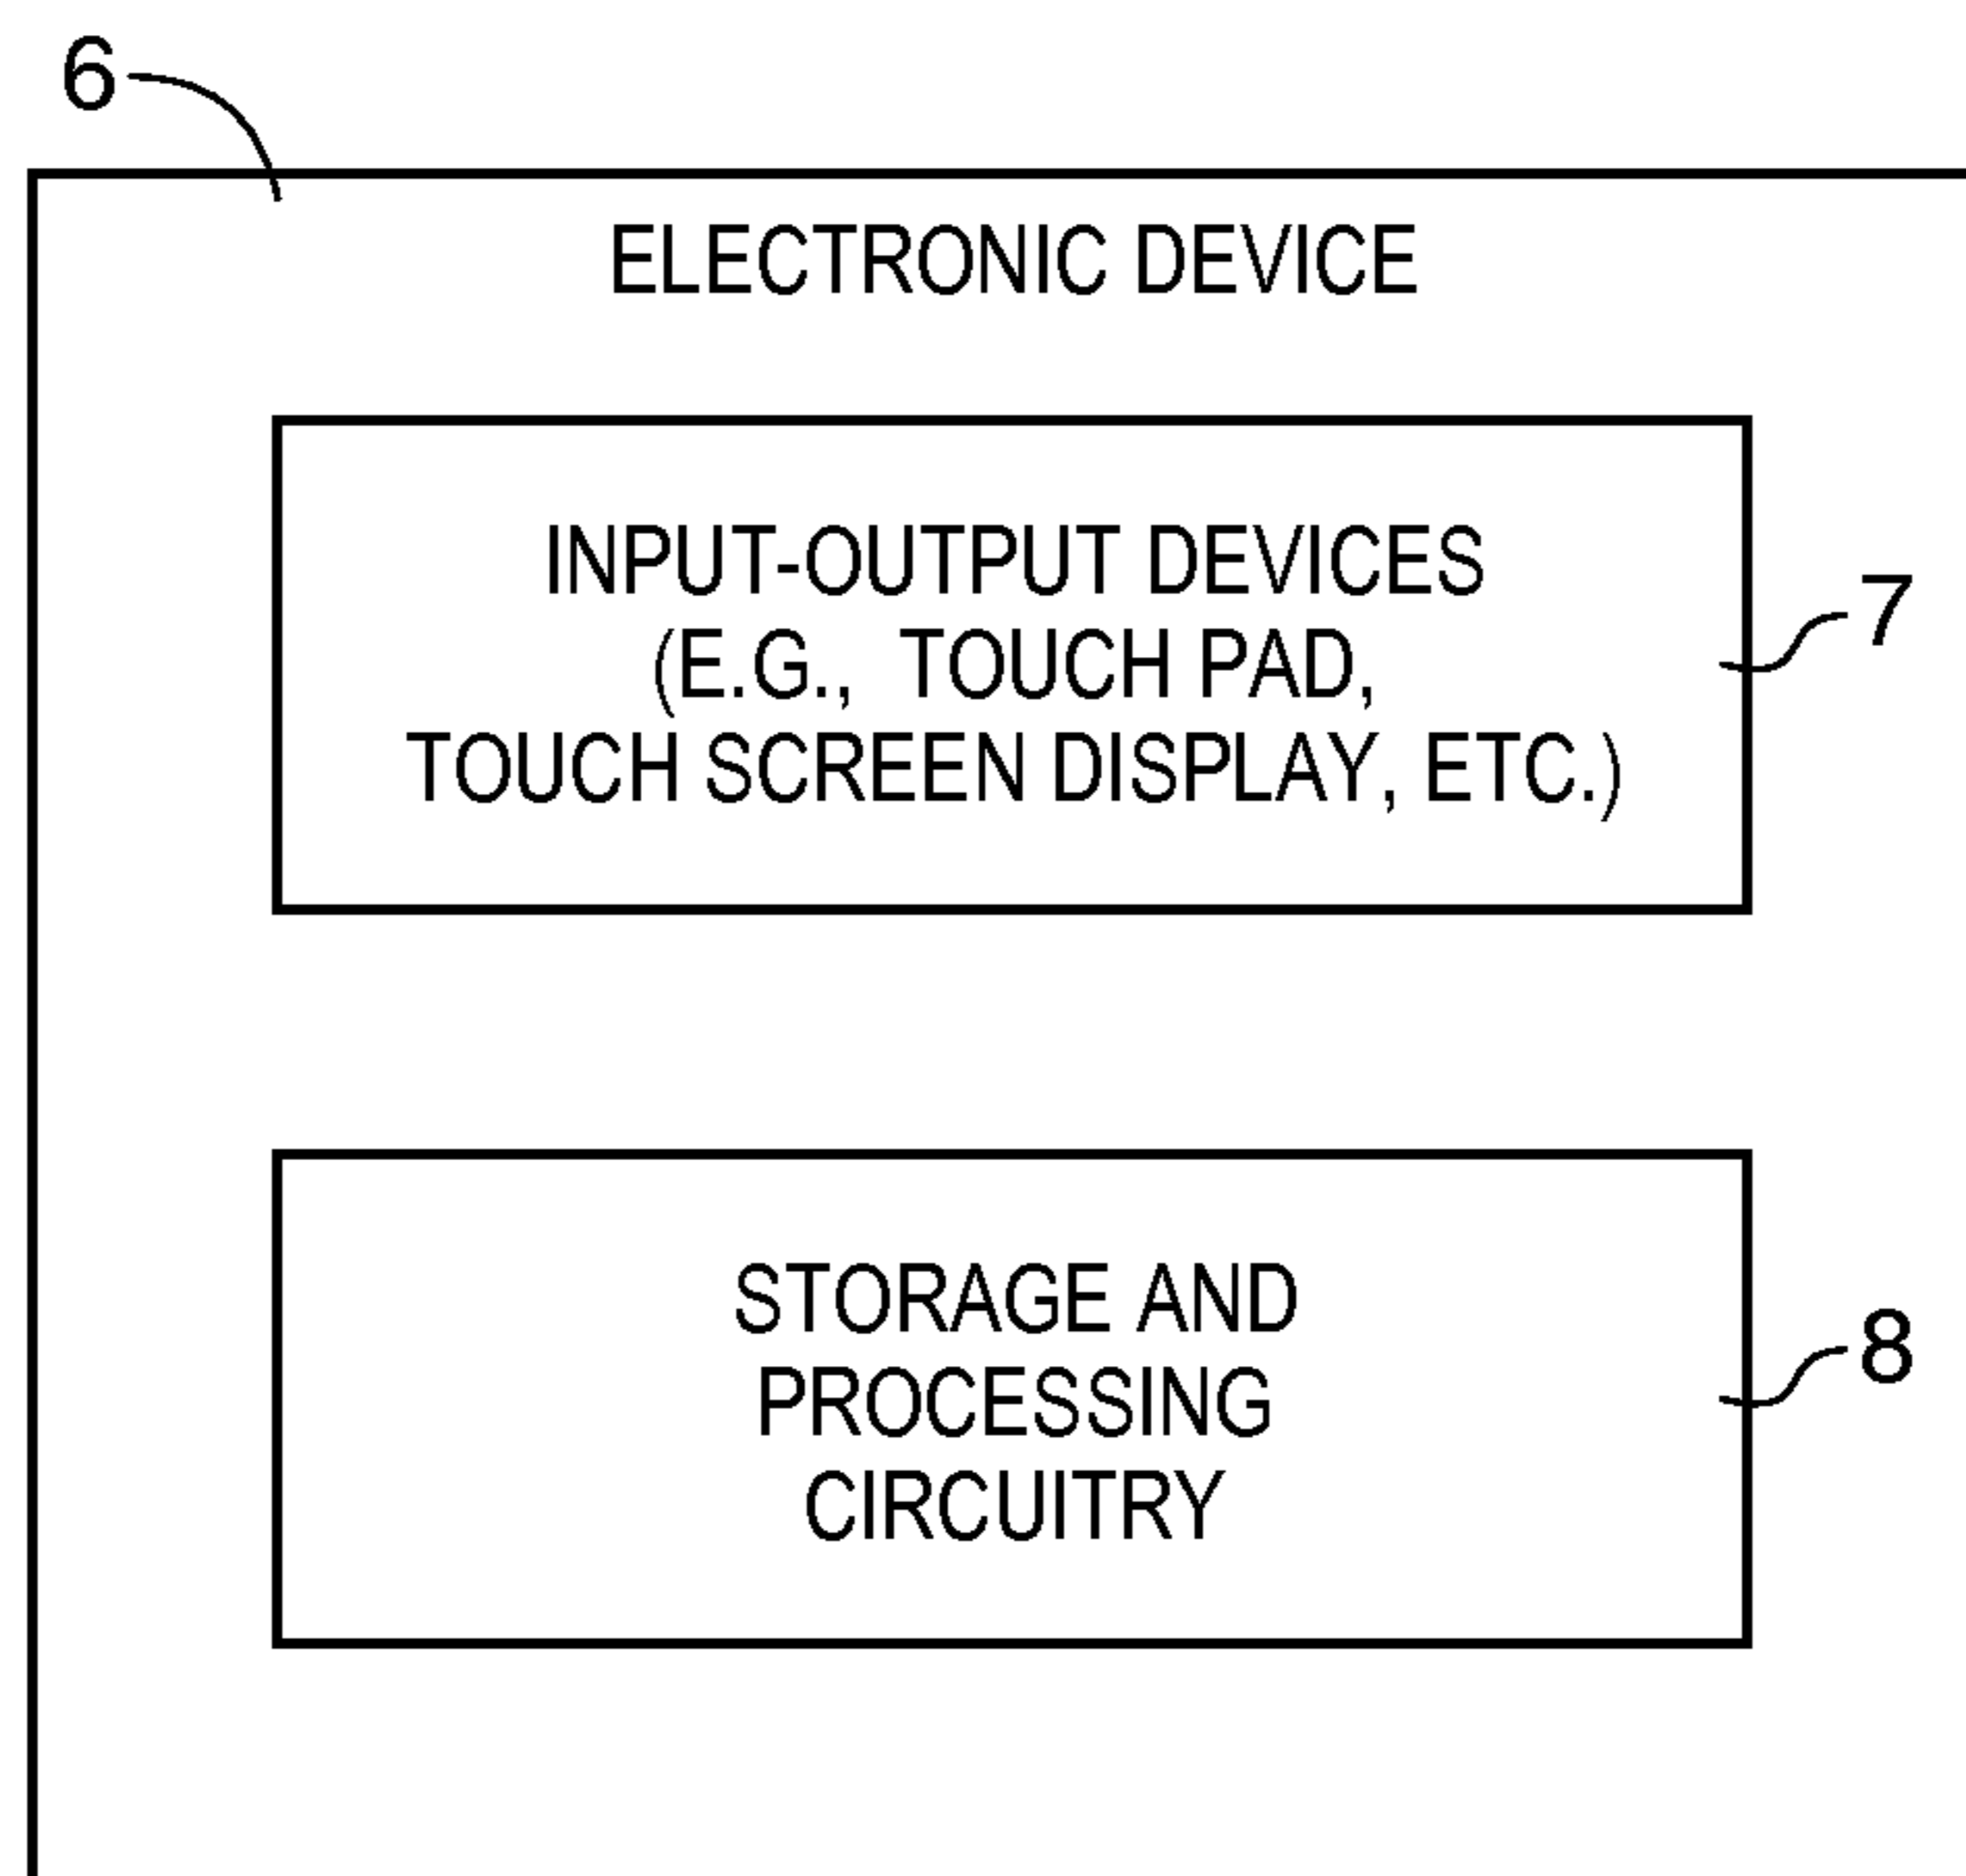 6
ELECTRONIC DEVICE
INPUT-OUTPUT DEVICES
(E.G., TOUCH PAD,
TOUCH SCREEN DISPLAY, ETC.)
7
STORAGE AND
PROCESSING
CIRCUITRY
8